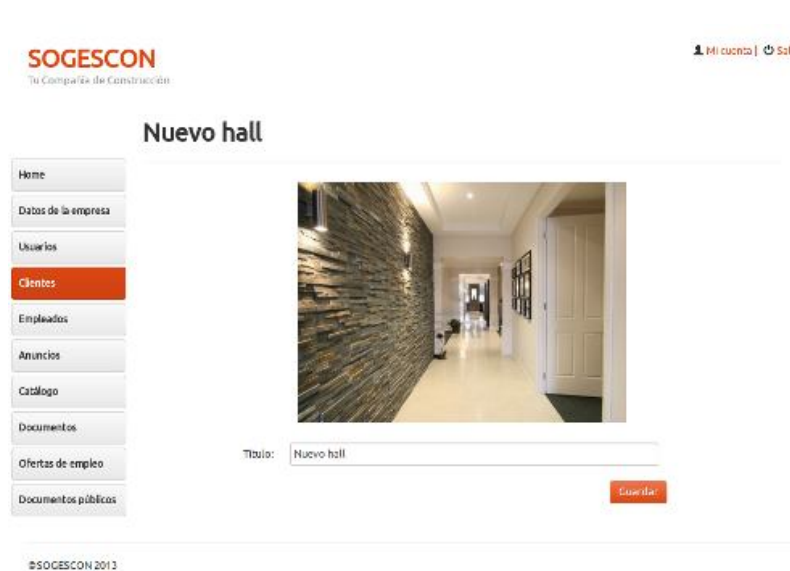 SOGESCON
Tu Compañía de Construcción
Mi cuenta |
Nuevo hall
Home
Datos de la empresa
Usuarios
Clientes
Empleados
Anuncios
Catálogo
Documentos
Ofertas de empleo
Documentos públicos
Título: Nuevo hall
Guardar
©SOGESCON 2013